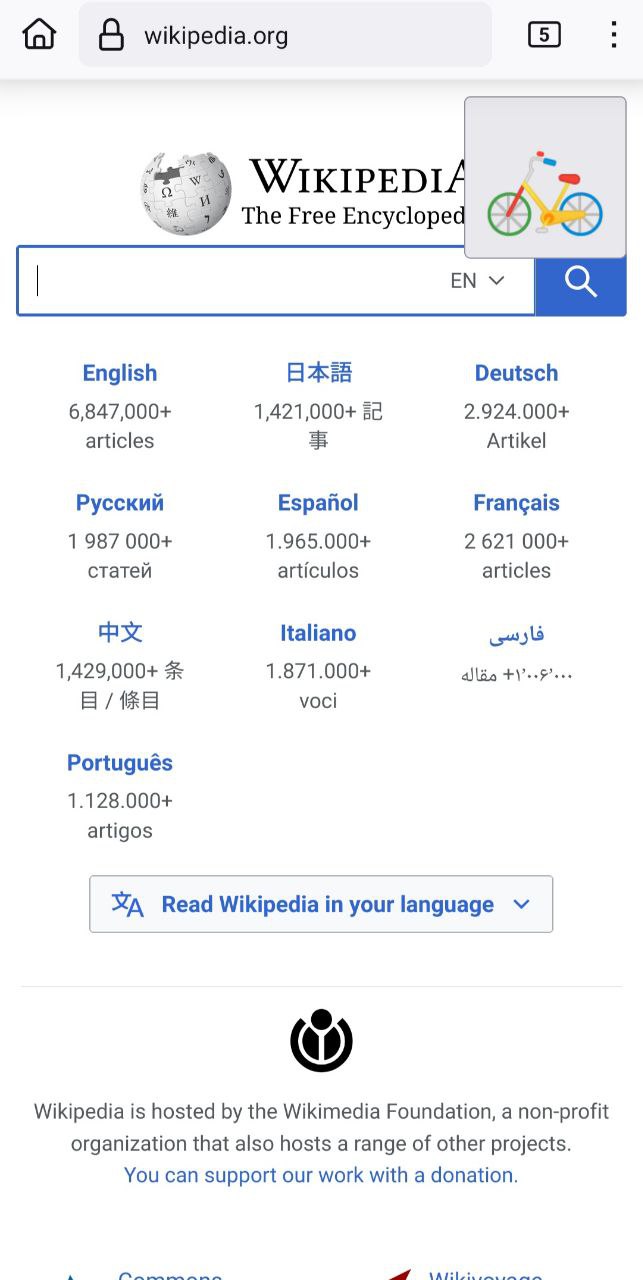 wikipedia.org
5
WIKIPEDIA
The Free Encycloped
EN
English
6,847,000+
articles
日本語
1,421,000+ 記
事
Deutsch
2.924.000+
Artikel
Русский
1 987 000+
статей
Español
1.965.000+
artículos
Français
2 621 000+
articles
中文
1,429,000+ 条
目 / 條目
Italiano
1.871.000+
voci
فارسی
۱٬۰۰۶٬۰۰۰+ مقاله
Português
1.128.000+
artigos
Read Wikipedia in your language
Wikipedia is hosted by the Wikimedia Foundation, a non-profit
organization that also hosts a range of other projects.
You can support our work with a donation.
Commons
Wikivoyage